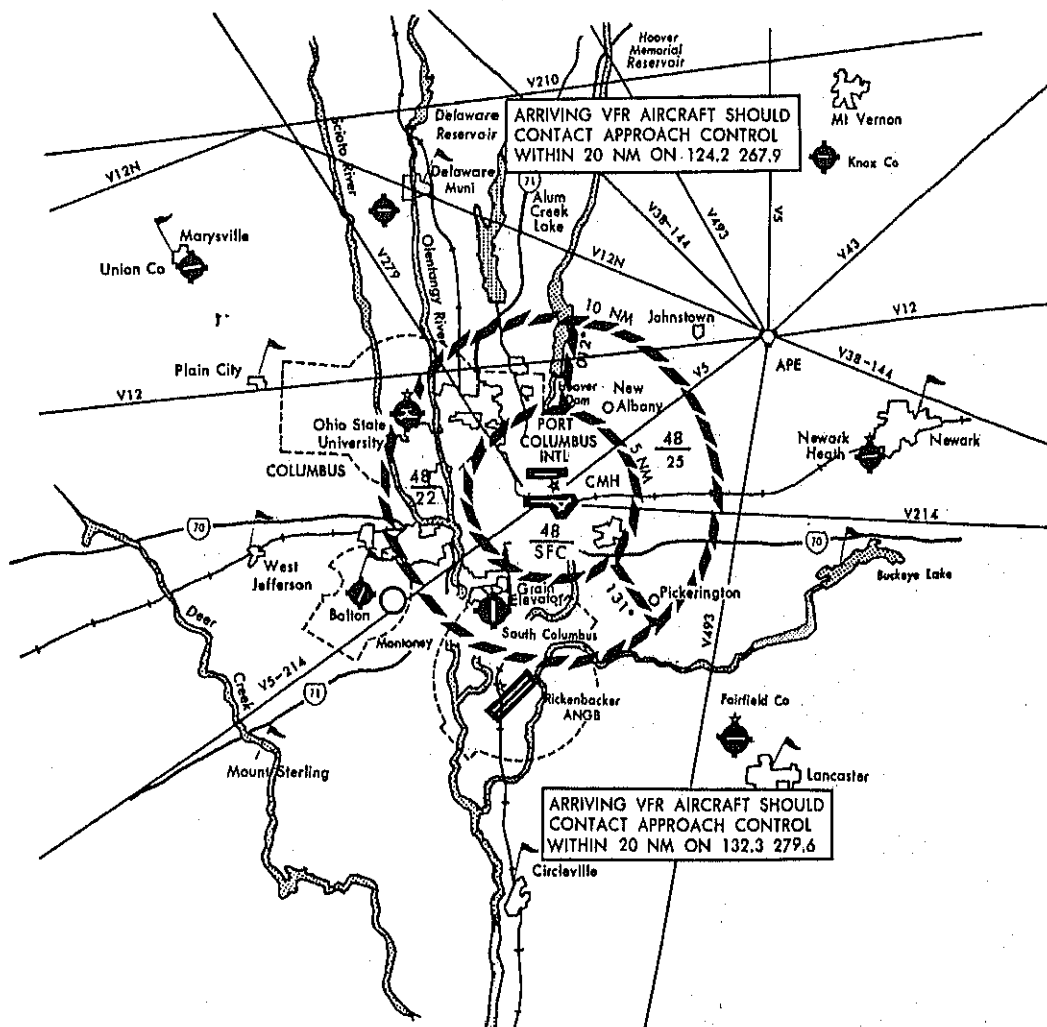 Hoover
Memorial
Reservoir
V210
ARRIVING VFR AIRCRAFT SHOULD
CONTACT APPROACH CONTROL
WITHIN 20 NM ON 124.2 267.9
Mt Vernon
Knox Co
Delaware
Reservoir
Scioto River
V12N
Delaware
Muni
71
Alum
Creek
Lake
V38-144
V493
V5
V43
Marysville
Union Co
V279
Olentangy River
V12N
10 NM
Johnstown
V12
012°
Plain City
V5
APE
V38-144
V12
Hoover
Dam
New
Albany
Ohio State
University
PORT
COLUMBUS
INTL
48
25
Newark
Heath
Newark
COLUMBUS
5 NM
48
22
CMH
V214
70
48
SFC
70
West
Jefferson
Buckeye Lake
Bolton
Grain
Elevator
131°
Pickerington
South Columbus
Montoney
V493
Deer
Creek
V5-214
71
Rickenbacker
ANGB
Fairfield Co
Mount Sterling
Lancaster
ARRIVING VFR AIRCRAFT SHOULD
CONTACT APPROACH CONTROL
WITHIN 20 NM ON 132.3 279.6
Circleville